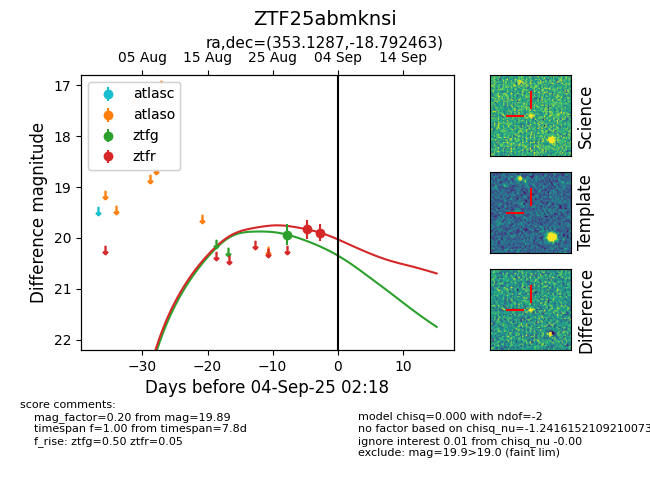 ZTF25abmknsi
ra,dec=(353.1287,-18.792463)
05 Aug 15 Aug 25 Aug 04 Sep 14 Sep
17
18
19
20
21
22
Difference magnitude
atlasc
atlaso
ztfg
ztfr
−30 −20 −10 0 10
Days before 04-Sep-25 02:18
Science
Template
Difference
score comments:
mag_factor=0.20 from mag=19.89
timespan f=1.00 from timespan=7.8d
f_rise: ztfg=0.50 ztfr=0.05
model chisq=0.000 with ndof=-2
no factor based on chisq_nu=-1.2416152109210073
ignore interest 0.01 from chisq_nu -0.00
exclude: mag=19.9>19.0 (faint lim)